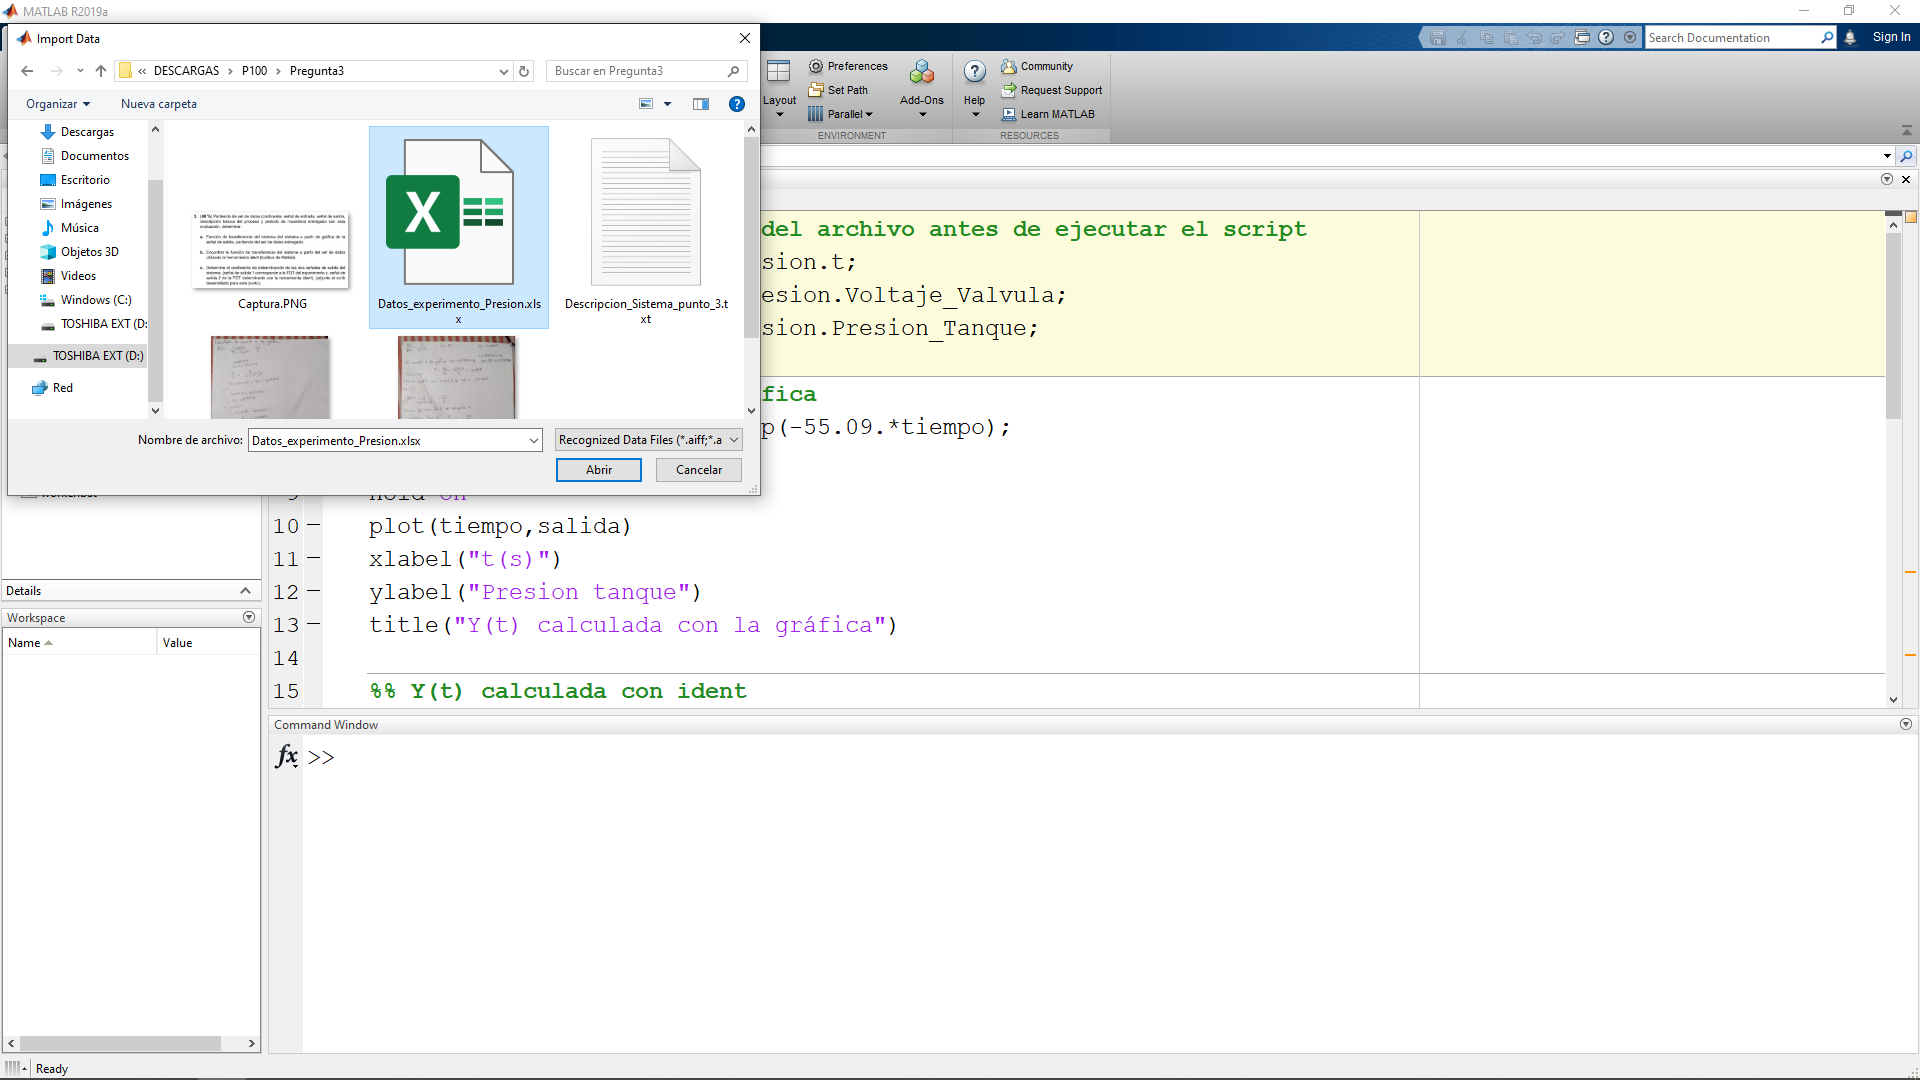 MATLAB R2019a
Import Data
« DESCARGAS › P100 › Pregunta3
Buscar en Pregunta3
Organizar
Nueva carpeta
Descargas
Documentos
Escritorio
Imágenes
Música
Objetos 3D
Videos
Windows (C:)
TOSHIBA EXT (D:
TOSHIBA EXT (D:)
Red
Captura.PNG
Datos_experimento_Presion.xls
x
Descripcion_Sistema_punto_3.t
xt
Nombre de archivo:
Datos_experimento_Presion.xlsx
Recognized Data Files (*.aiff;*.a
Abrir
Cancelar
Search Documentation
Sign In
Layout
Preferences
Set Path
Parallel
Add-Ons
ENVIRONMENT
Help
Community
Request Support
Learn MATLAB
RESOURCES
del archivo antes de ejecutar el script
sion.t;
esion.Voltaje_Valvula;
sion.Presion_Tanque;
fica
p(-55.09.*tiempo);
9 hold on
10 plot(tiempo,salida)
11 xlabel("t(s)")
12 ylabel("Presion tanque")
13 title("Y(t) calculada con la gráfica")
14
15 %% Y(t) calculada con ident
Details
Workspace
Name
Value
Command Window
fx >>
Ready